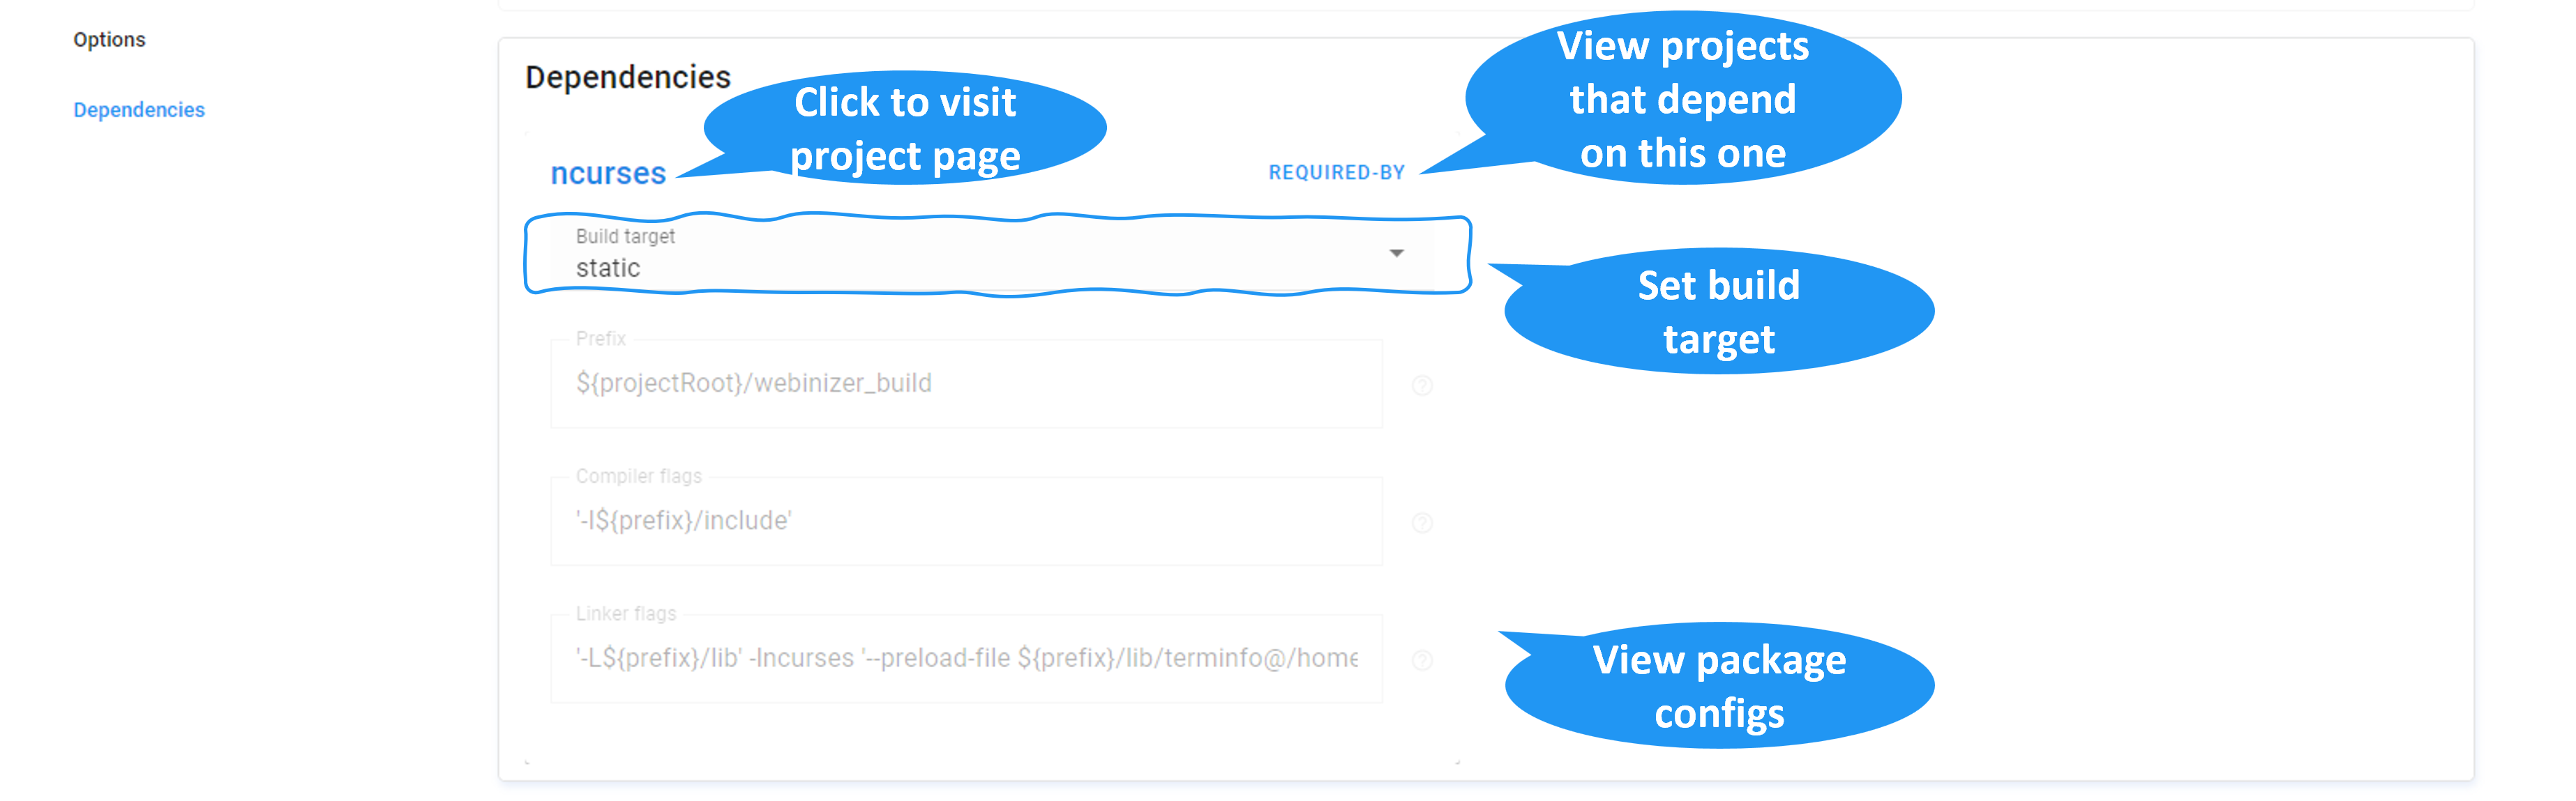 Options
Dependencies
Dependencies
Click to visit
project page
View projects
that depend
on this one
ncurses
REQUIRED-BY
Build target
static
Set build
target
Prefix
${projectRoot}/webinizer_build
Compiler flags
'-I${prefix}/include'
Linker flags
'-L${prefix}/lib' -lncurses '--preload-file ${prefix}/lib/terminfo@/home
View package
configs